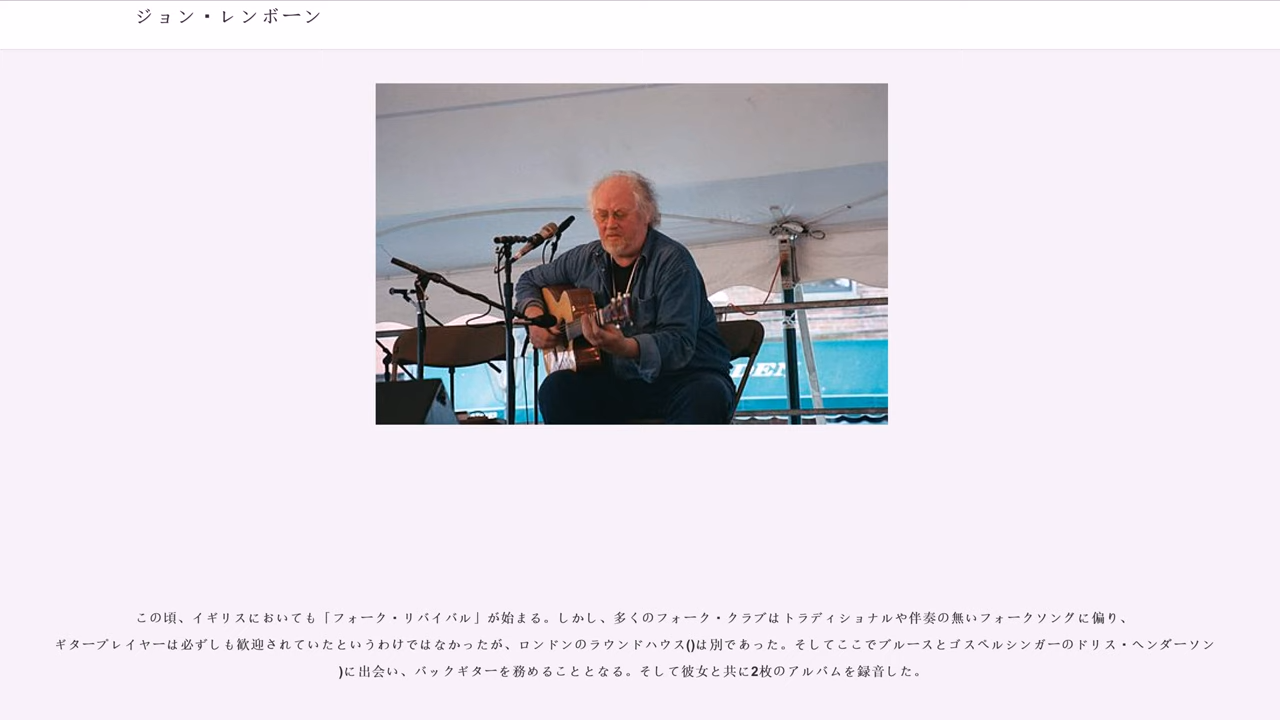 ジョン・レンボーン
DEN
この頃、イギリスにおいても「フォーク・リバイバル」が始まる。しかし、多くのフォーク・クラブはトラディショナルや伴奏の無いフォークソングに偏り、
ギタープレイヤーは必ずしも歓迎されていたというわけではなかったが、ロンドンのラウンドハウス()は別であった。そしてここでブルースとゴスペルシンガーのドリス・ヘンダーソン
)に出会い、バックギターを務めることとなる。そして彼女と共に2枚のアルバムを録音した。